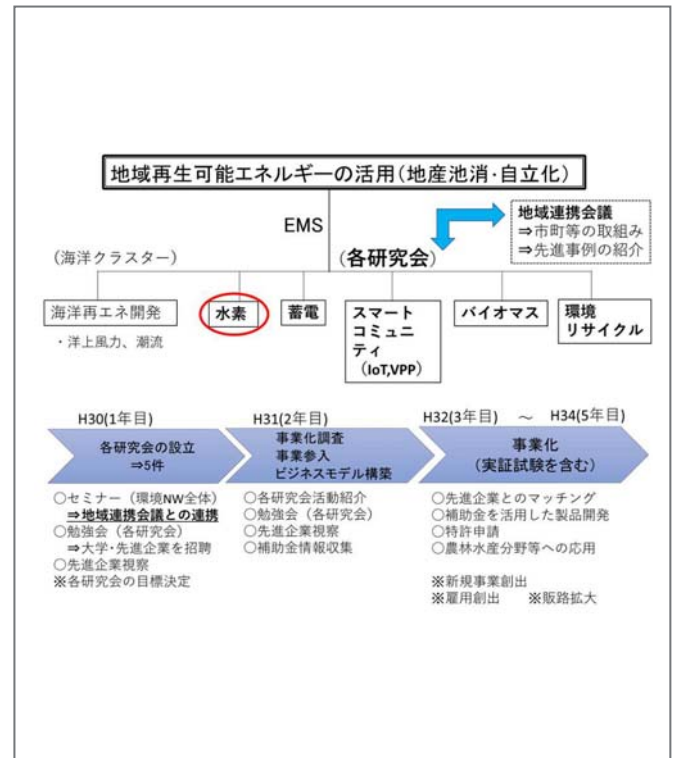 地域再生可能エネルギーの活用(地産池消・自立化)
EMS
地域連携会議
⇒市町等の取組み
⇒先進事例の紹介
(海洋クラスター)
(各研究会)
海洋再エネ開発
・洋上風力、潮流
水素
蓄電
スマート
コミュニ
ティ
(IoT,VPP)
バイオマス
環境
リサイクル
H30(1年目)
各研究会の設立
⇒5件
○セミナー(環境NW全体)
⇒地域連携会議との連携
○勉強会(各研究会)
⇒大学・先進企業を招聘
○先進企業視察
※各研究会の目標決定
H31(2年目)
事業化調査
事業参入
ビジネスモデル構築
○各研究会活動紹介
○勉強会(各研究会)
○先進企業視察
○補助金情報収集
H32(3年目) ~ H34(5年目)
事業化
(実証試験を含む)
○先進企業とのマッチング
○補助金を活用した製品開発
○特許申請
○農林水産分野等への応用
※新規事業創出
※雇用創出 ※販路拡大